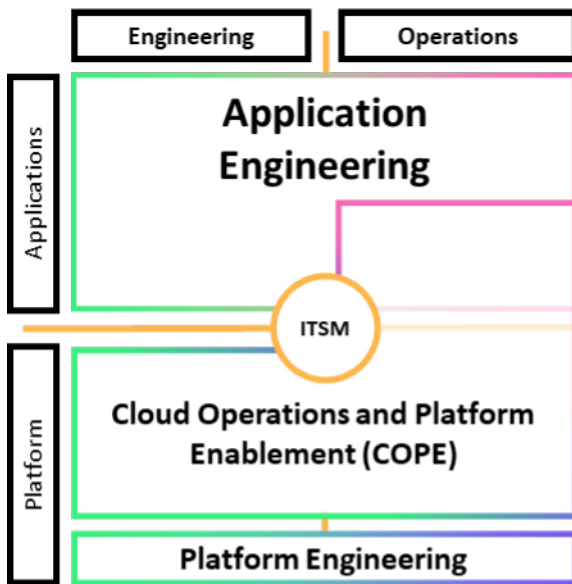 Engineering
Operations
Applications
Application
Engineering
ITSM
Platform
Cloud Operations and Platform
Enablement (COPE)
Platform Engineering